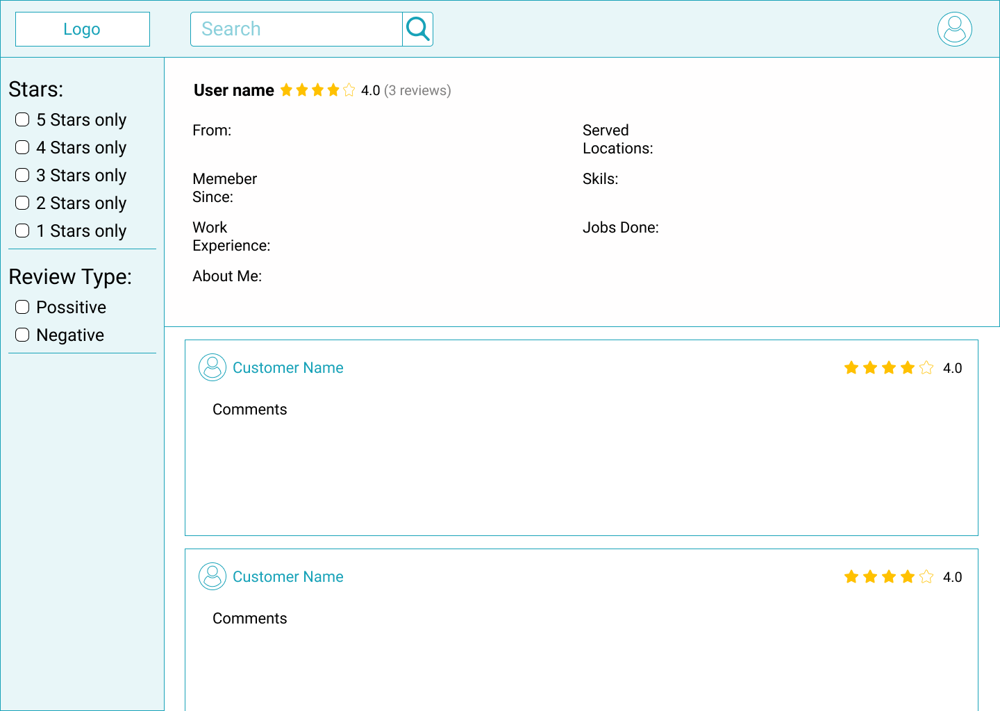 Logo
Search
Stars:
5 Stars only
4 Stars only
3 Stars only
2 Stars only
1 Stars only
Review Type:
Possitive
Negative
User name 4.0 (3 reviews)
From:
Served
Locations:
Memeber
Since:
Skils:
Work
Experience:
Jobs Done:
About Me:
Customer Name 4.0
Comments
Customer Name 4.0
Comments